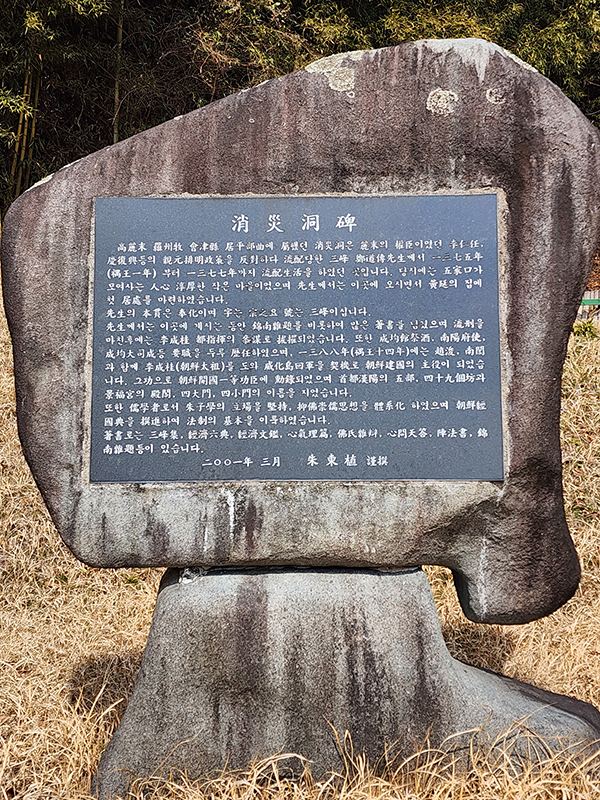 消災洞碑
高麗末 羅州牧 會津縣 居平部曲에 屬했던 消災洞은 麗末의 權臣이었던 李仁任,
慶復興等의 親元排明政策을 反對하다 流配당한 三峰 鄭道傳先生께서 一三七五年
(禑王一年) 부터 一三七七年까지 流配生活을 하였던 곳입니다. 당시에는 五家口가
모여사는 人心 淳厚한 작은 마을이었으며 先生께서는 이곳에 오시면서 黃延의 집에
첫 居處를 마련하였습니다.
先生의 本貫은 奉化이며 字는 宗之요 號는 三峰이십니다.
先生께서는 이곳에 계시는 동안 錦南雜題를 비롯하여 많은 著書를 남겼으며 流刑을
마친후에는 李成桂 都指揮의 參謀로 拔擢되었습니다. 또한 成均館祭酒, 南陽府使,
成均大司成等 要職을 두루 歷任하였으며, 一三八八年(禑王十四年)에는 趙浚, 南誾
과 함께 李成桂(朝鮮太祖)를 도와 威化島回軍을 契機로 朝鮮建國의 主役이 되었습
니다. 그功으로 朝鮮開國一等功臣에 勳錄되었으며 首都漢陽의 五部, 四十九個坊과
景福宮의 殿閣, 四大門, 四小門의 이름을 지었습니다.
또한 儒學者로서 朱子學의 立場을 堅持, 抑佛崇儒思想을 體系化 하였으며 朝鮮經
國典을 撰進하여 法制의 基本을 이룩하였습니다.
著書로는 三峰集, 經濟六典, 經濟文鑑, 心氣理篇, 佛氏雜辯, 心問天答, 陣法書, 錦
南雜題등이 있습니다.
二○○一年 三月 朱東植 謹撰